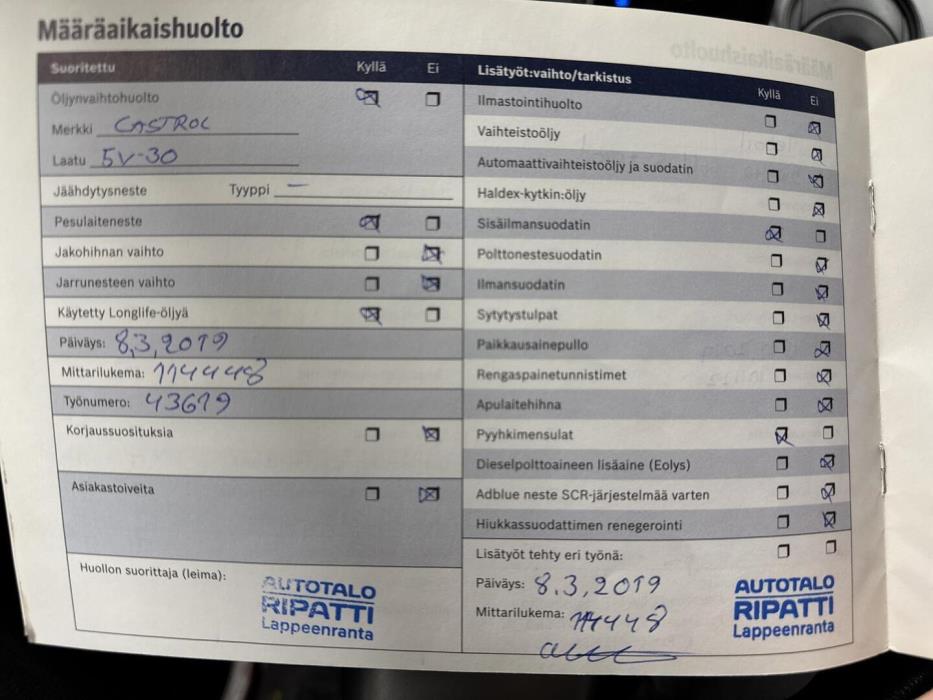 Määräaikaishuolto
Suoritettu Kyllä Ei
Öljynvaihtohuolto
Merkki CASTROL
Laatu 5V-30
Jäähdytysneste Tyyppi —
Pesulaiteneste
Jakohihnan vaihto
Jarrunesteen vaihto
Käytetty Longlife-öljyä
Päiväys: 8.3.2019
Mittarilukema: 114448
Työnumero: 43619
Korjaussuosituksia
Asiakastoiveita
Huollon suorittaja (leima):
AUTOTALO
RIPATTI
Lappeenranta
Lisätyöt:vaihto/tarkistus Kyllä Ei
Ilmastointihuolto
Vaihteistoöljy
Automaattivaihteistoöljy ja suodatin
Haldex-kytkin:öljy
Sisäilmansuodatin
Polttonestesuodatin
Ilmansuodatin
Sytytystulpat
Paikkausainepullo
Rengaspainetunnistimet
Apulaitehihna
Pyyhkimensulat
Dieselpolttoaineen lisäaine (Eolys)
Adblue neste SCR-järjestelmää varten
Hiukkassuodattimen renegerointi
Lisätyöt tehty eri työnä:
Päiväys: 8.3.2019
Mittarilukema: 114448
AUTOTALO
RIPATTI
Lappeenranta